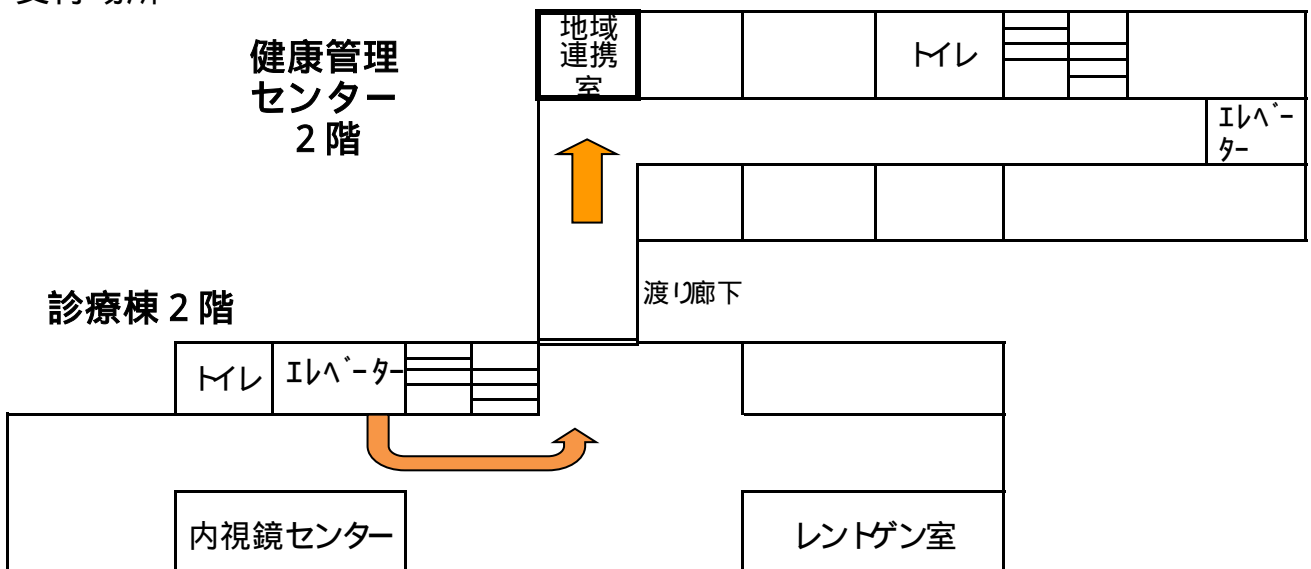 地域
連携
室
健康管理
センター
２階
トイレ
ｴﾚﾍﾞｰ
ﾀｰ
渡り廊下
診療棟２階
トイレ
ｴﾚﾍﾞｰﾀｰ
内視鏡センター
レントゲン室